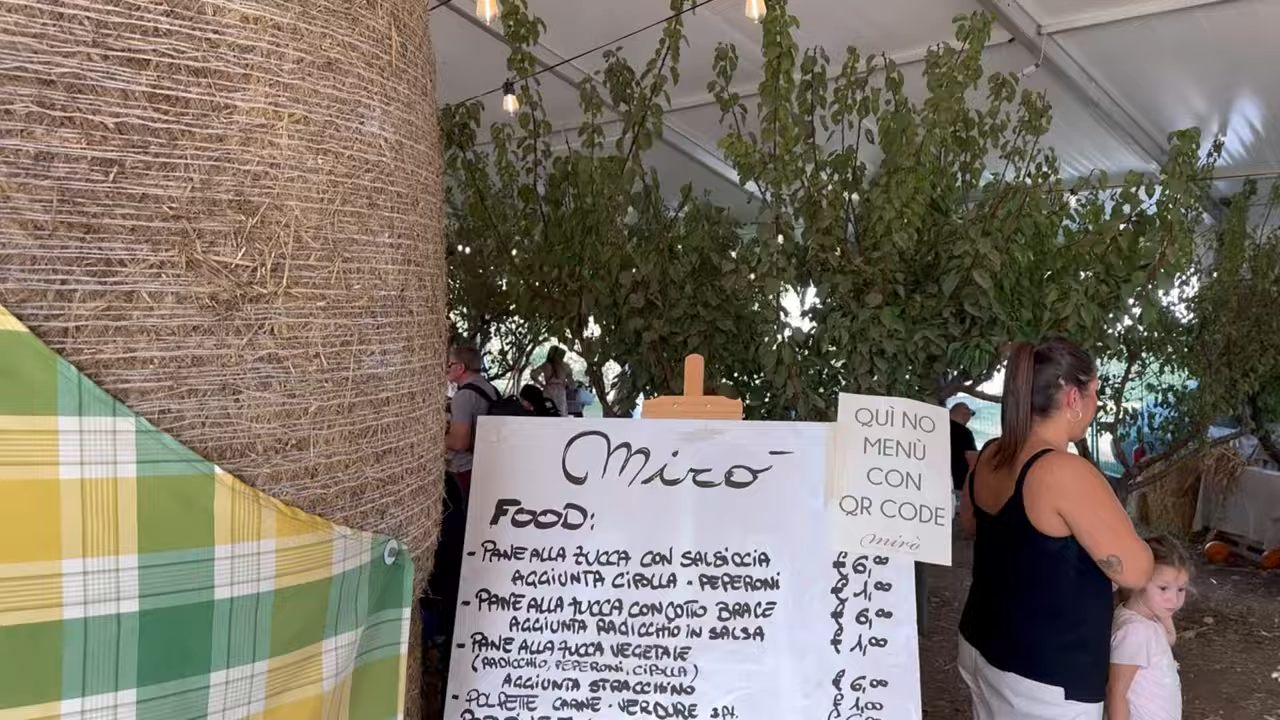 Mirò
FOOD:
- PANE ALLA ZUCCA CON SALSICCIA
AGGIUNTA CIPOLLA - PEPERONI
- PANE ALLA ZUCCA CON COTTO BRACE
AGGIUNTA RADICCHIO IN SALSA
- PANE ALLA ZUCCA VEGETALE
(RADICCHIO, PEPERONI, CIPOLLA)
AGGIUNTA STRACCHINO
- POLPETTE CARNE - VERDURE 3 PZ.
€ 6,00
€ 1,00
€ 6,00
€ 1,00
€ 6,00
€ 1,00
QUÌ NO
MENÙ
CON
QR CODE
mirò